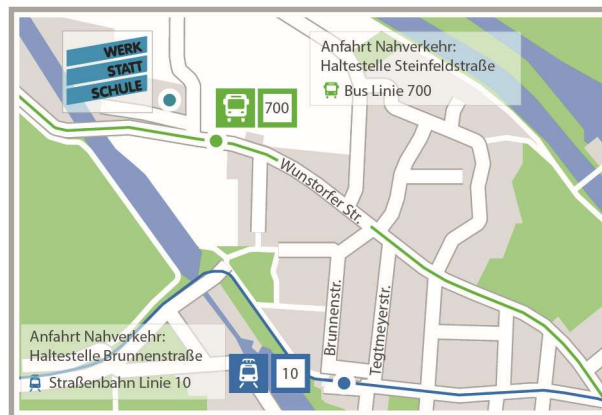 WERK
STATT
SCHULE
Anfahrt Nahverkehr:
Haltestelle Steinfeldstraße
Bus Linie 700
700
Wunstorfer Str.
Brunnenstr.
Tegtmeyerstr.
Anfahrt Nahverkehr:
Haltestelle Brunnenstraße
Straßenbahn Linie 10
10